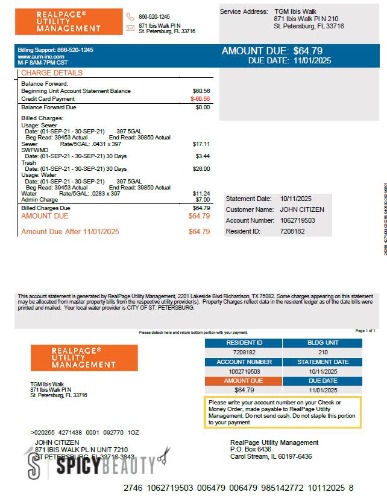 REALPAGE®
UTILITY
MANAGEMENT
866-520-1245
871 Ibis Walk Pl N
St. Petersburg, FL 33716
Service Address: TGM Ibis Walk
871 Ibis Walk Pl N 210
St. Petersburg, FL 33716
Billing Support: 866-520-1245
www.aum-inc.com
M-F 8AM-7PM CST
AMOUNT DUE: $64.79
DUE DATE: 11/01/2025
CHARGE DETAILS
Balance Forward:
Beginning Unit Account Statement Balance $60.56
Credit Card Payment $-60.56
Balance Forward Due $0.00
Billed Charges:
Usage: Sewer
Date: (01-SEP-21 - 30-SEP-21) 397 5GAL
Beg Read: 39453 Actual End Read: 39850 Actual
Sewer Rate/5GAL: .0431 x 397 $17.11
SWFWMD
Date: (01-SEP-21 - 30-SEP-21) 30 Days $3.44
Trash
Date: (01-SEP-21 - 30-SEP-21) 30 Days $26.00
Usage: Water
Date: (01-SEP-21 - 30-SEP-21) 397 5GAL
Beg Read: 39453 Actual End Read: 39850 Actual
Water Rate/5GAL: .0283 x 397 $11.24
Admin Charge $7.00
Billed Charges Due $64.79
AMOUNT DUE $64.79
Amount Due After 11/01/2025 $64.79
Statement Date: 10/11/2025
Customer Name: JOHN CITIZEN
Account Number: 1062719503
Resident ID: 7208182
This account statement is generated by RealPage Utility Management, 2201 Lakeside Blvd Richardson, TX 75082. Some charges appearing on this statement
may be allocated from master property bills from the respective utility provider(s). Property Charges reflect data in the resident ledger as of the date bills were
printed and mailed. Your local water provider is CITY OF ST. PETERSBURG.
Page 1 of 1
Please detach here and return bottom portion with your payment.
REALPAGE®
UTILITY
MANAGEMENT
TGM Ibis Walk
871 Ibis Walk Pl N
St. Petersburg, FL 33716
RESIDENT ID BLDG UNIT
7208182 210
ACCOUNT NUMBER STATEMENT DATE
1062719503 10/11/2025
AMOUNT DUE DUE DATE
$64.79 11/01/2025
Please write your account number on your Check or
Money Order, made payable to RealPage Utility
Management. Do not send cash. Do not staple this portion
to your payment
>020266 4271438 0001 092770 1OZ
JOHN CITIZEN
871 IBIS WALK PL N UNIT 7210
ST PETERSBURG FL 33716-3843
SPICYBEAUTY
RealPage Utility Management
P.O. Box 6436
Carol Stream, IL 60197-6436
2746 1062719503 006479 006479 985142772 10112025 8